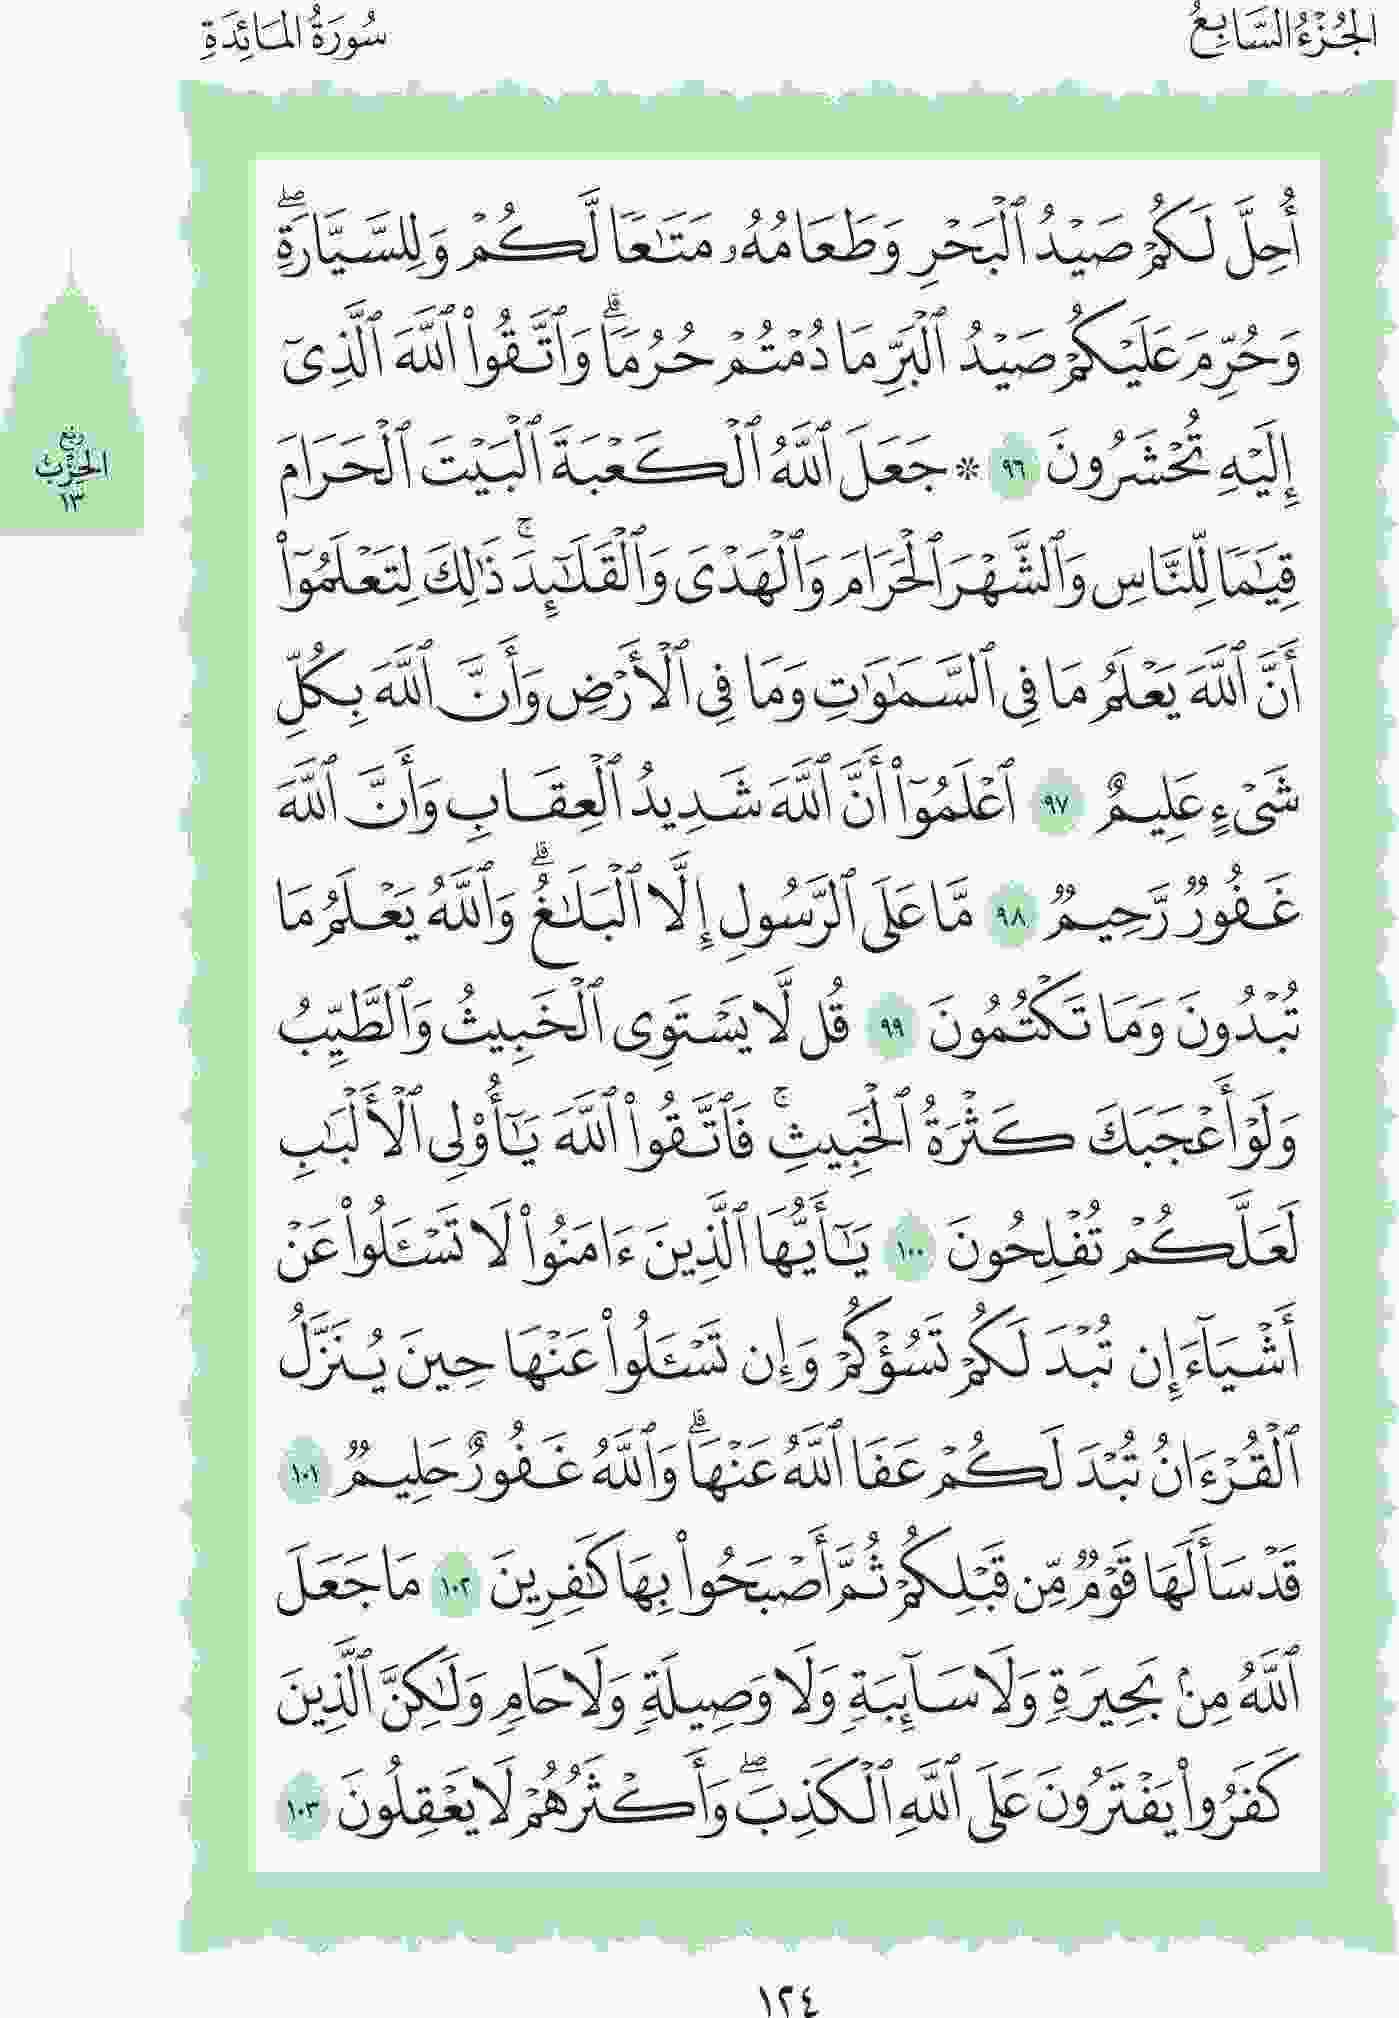 الجُزْءُ السَّابِعُ
سُورَةُ المَائِدَةِ
أُحِلَّ لَكُمْ صَيْدُ ٱلْبَحْرِ وَطَعَامُهُۥ مَتَٰعًا لَّكُمْ وَلِلسَّيَّارَةِۖ
وَحُرِّمَ عَلَيْكُمْ صَيْدُ ٱلْبَرِّ مَا دُمْتُمْ حُرُمًاۗ وَٱتَّقُوا۟ ٱللَّهَ ٱلَّذِىٓ
إِلَيْهِ تُحْشَرُونَ ٩٦ ۞ جَعَلَ ٱللَّهُ ٱلْكَعْبَةَ ٱلْبَيْتَ ٱلْحَرَامَ
قِيَٰمًا لِّلنَّاسِ وَٱلشَّهْرَ ٱلْحَرَامَ وَٱلْهَدْىَ وَٱلْقَلَٰٓئِدَۚ ذَٰلِكَ لِتَعْلَمُوٓا۟
أَنَّ ٱللَّهَ يَعْلَمُ مَا فِى ٱلسَّمَٰوَٰتِ وَمَا فِى ٱلْأَرْضِ وَأَنَّ ٱللَّهَ بِكُلِّ
شَىْءٍ عَلِيمٌ ٩٧ ٱعْلَمُوٓا۟ أَنَّ ٱللَّهَ شَدِيدُ ٱلْعِقَابِ وَأَنَّ ٱللَّهَ
غَفُورٌ رَّحِيمٌ ٩٨ مَّا عَلَى ٱلرَّسُولِ إِلَّا ٱلْبَلَٰغُۗ وَٱللَّهُ يَعْلَمُ مَا
تُبْدُونَ وَمَا تَكْتُمُونَ ٩٩ قُل لَّا يَسْتَوِى ٱلْخَبِيثُ وَٱلطَّيِّبُ
وَلَوْ أَعْجَبَكَ كَثْرَةُ ٱلْخَبِيثِۚ فَٱتَّقُوا۟ ٱللَّهَ يَٰٓأُو۟لِى ٱلْأَلْبَٰبِ
لَعَلَّكُمْ تُفْلِحُونَ ١٠٠ يَٰٓأَيُّهَا ٱلَّذِينَ ءَامَنُوا۟ لَا تَسْـَٔلُوا۟ عَنْ
أَشْيَآءَ إِن تُبْدَ لَكُمْ تَسُؤْكُمْ وَإِن تَسْـَٔلُوا۟ عَنْهَا حِينَ يُنَزَّلُ
ٱلْقُرْءَانُ تُبْدَ لَكُمْ عَفَا ٱللَّهُ عَنْهَاۗ وَٱللَّهُ غَفُورٌ حَلِيمٌ ١٠١
قَدْ سَأَلَهَا قَوْمٌ مِّن قَبْلِكُمْ ثُمَّ أَصْبَحُوا۟ بِهَا كَٰفِرِينَ ١٠٢ مَا جَعَلَ
ٱللَّهُ مِنۢ بَحِيرَةٍ وَلَا سَآئِبَةٍ وَلَا وَصِيلَةٍ وَلَا حَامٍ وَلَٰكِنَّ ٱلَّذِينَ
كَفَرُوا۟ يَفْتَرُونَ عَلَى ٱللَّهِ ٱلْكَذِبَۖ وَأَكْثَرُهُمْ لَا يَعْقِلُونَ ١٠٣
ربع
الحِزْب
١٣
١٢٤